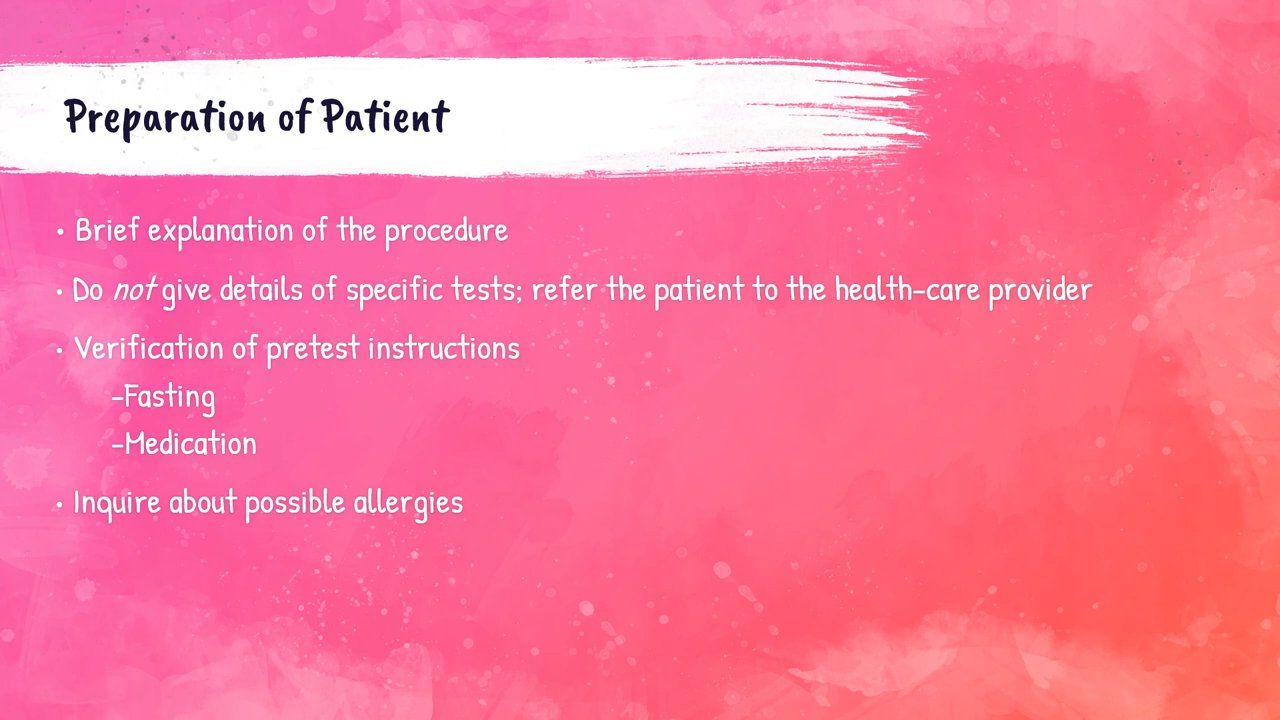 Preparation of Patient
• Brief explanation of the procedure
• Do not give details of specific tests; refer the patient to the health-care provider
• Verification of pretest instructions
–Fasting
–Medication
• Inquire about possible allergies